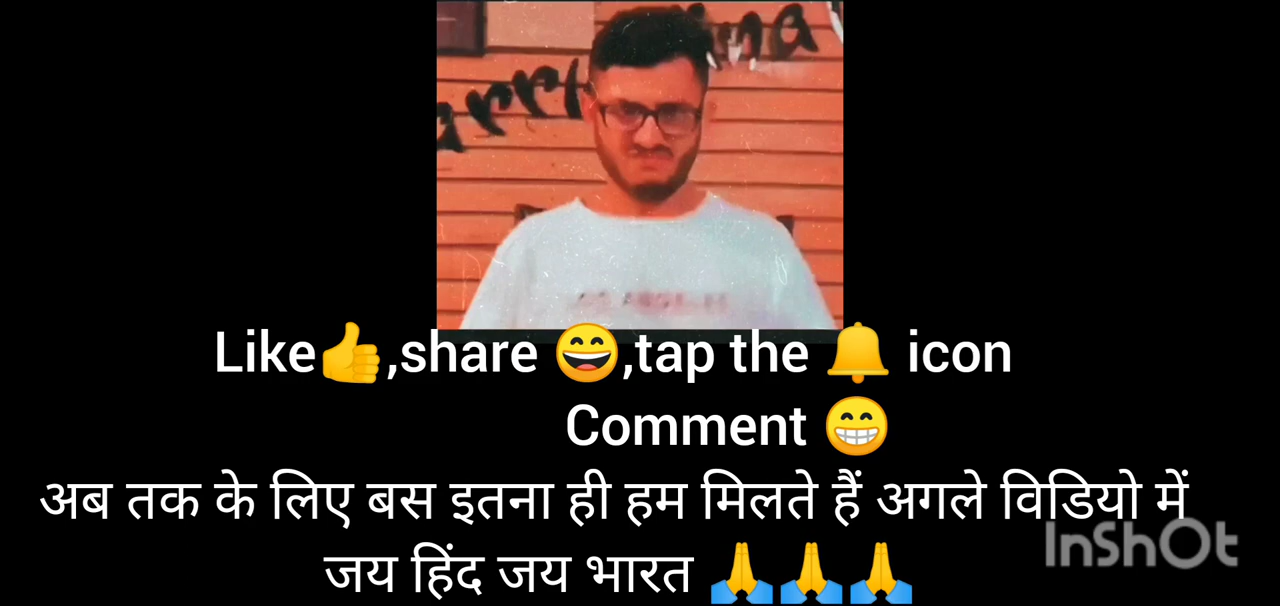 Like👍,share 😄,tap the 🔔 icon
Comment 😁
अब तक के लिए बस इतना ही हम मिलते हैं अगले विडियो में
जय हिंद जय भारत 🙏🙏🙏
InShOt